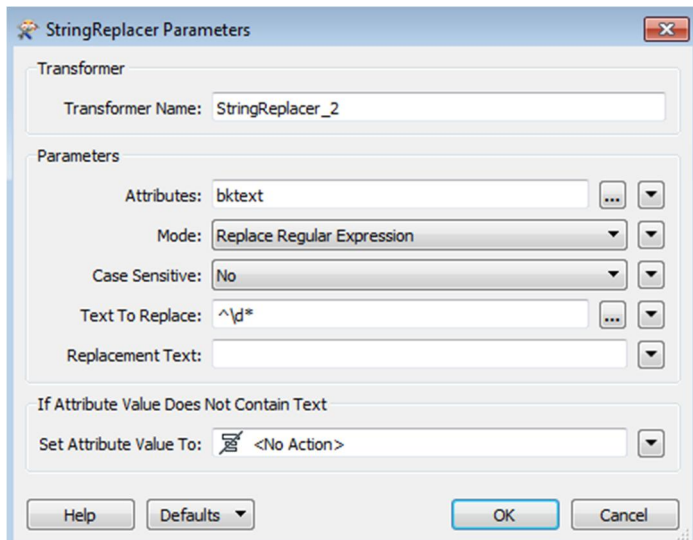 StringReplacer Parameters
Transformer
Transformer Name: StringReplacer_2
Parameters
Attributes: bktext ...
Mode: Replace Regular Expression
Case Sensitive: No
Text To Replace: ^\d* ...
Replacement Text:
If Attribute Value Does Not Contain Text
Set Attribute Value To: <No Action>
Help Defaults OK Cancel